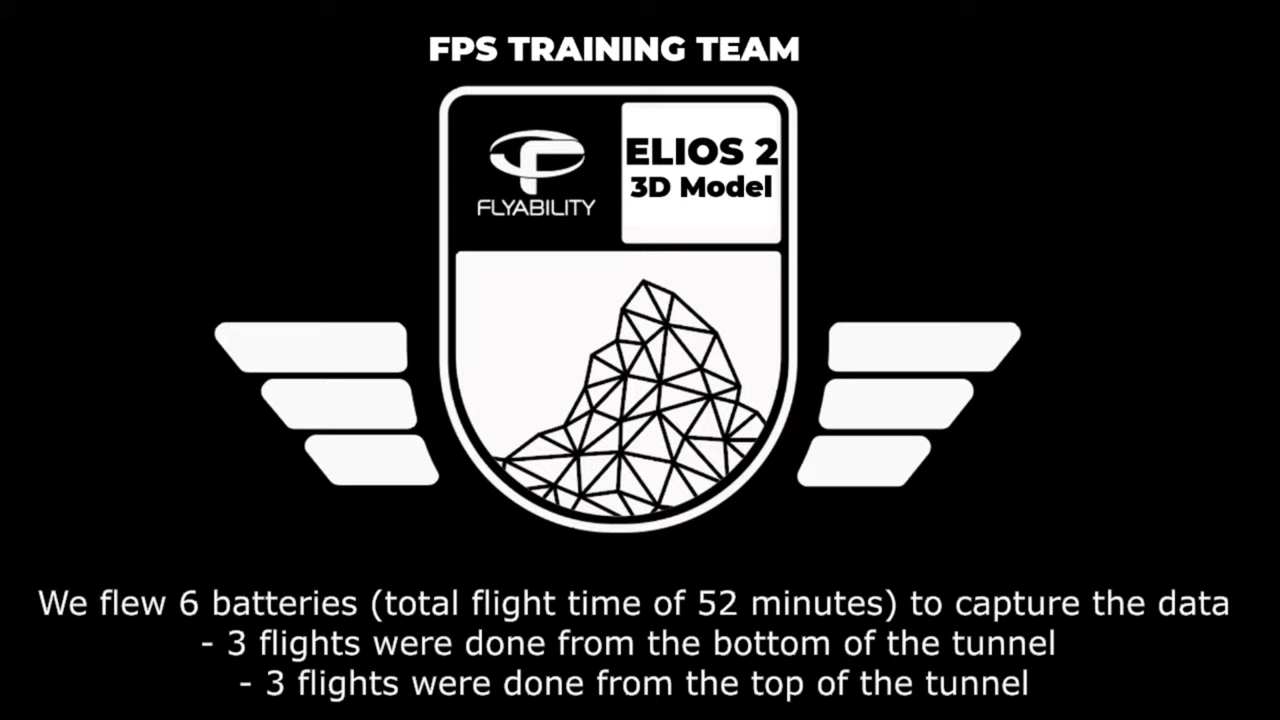 FPS TRAINING TEAM
FLYABILITY
ELIOS 2
3D Model
We flew 6 batteries (total flight time of 52 minutes) to capture the data
- 3 flights were done from the bottom of the tunnel
- 3 flights were done from the top of the tunnel